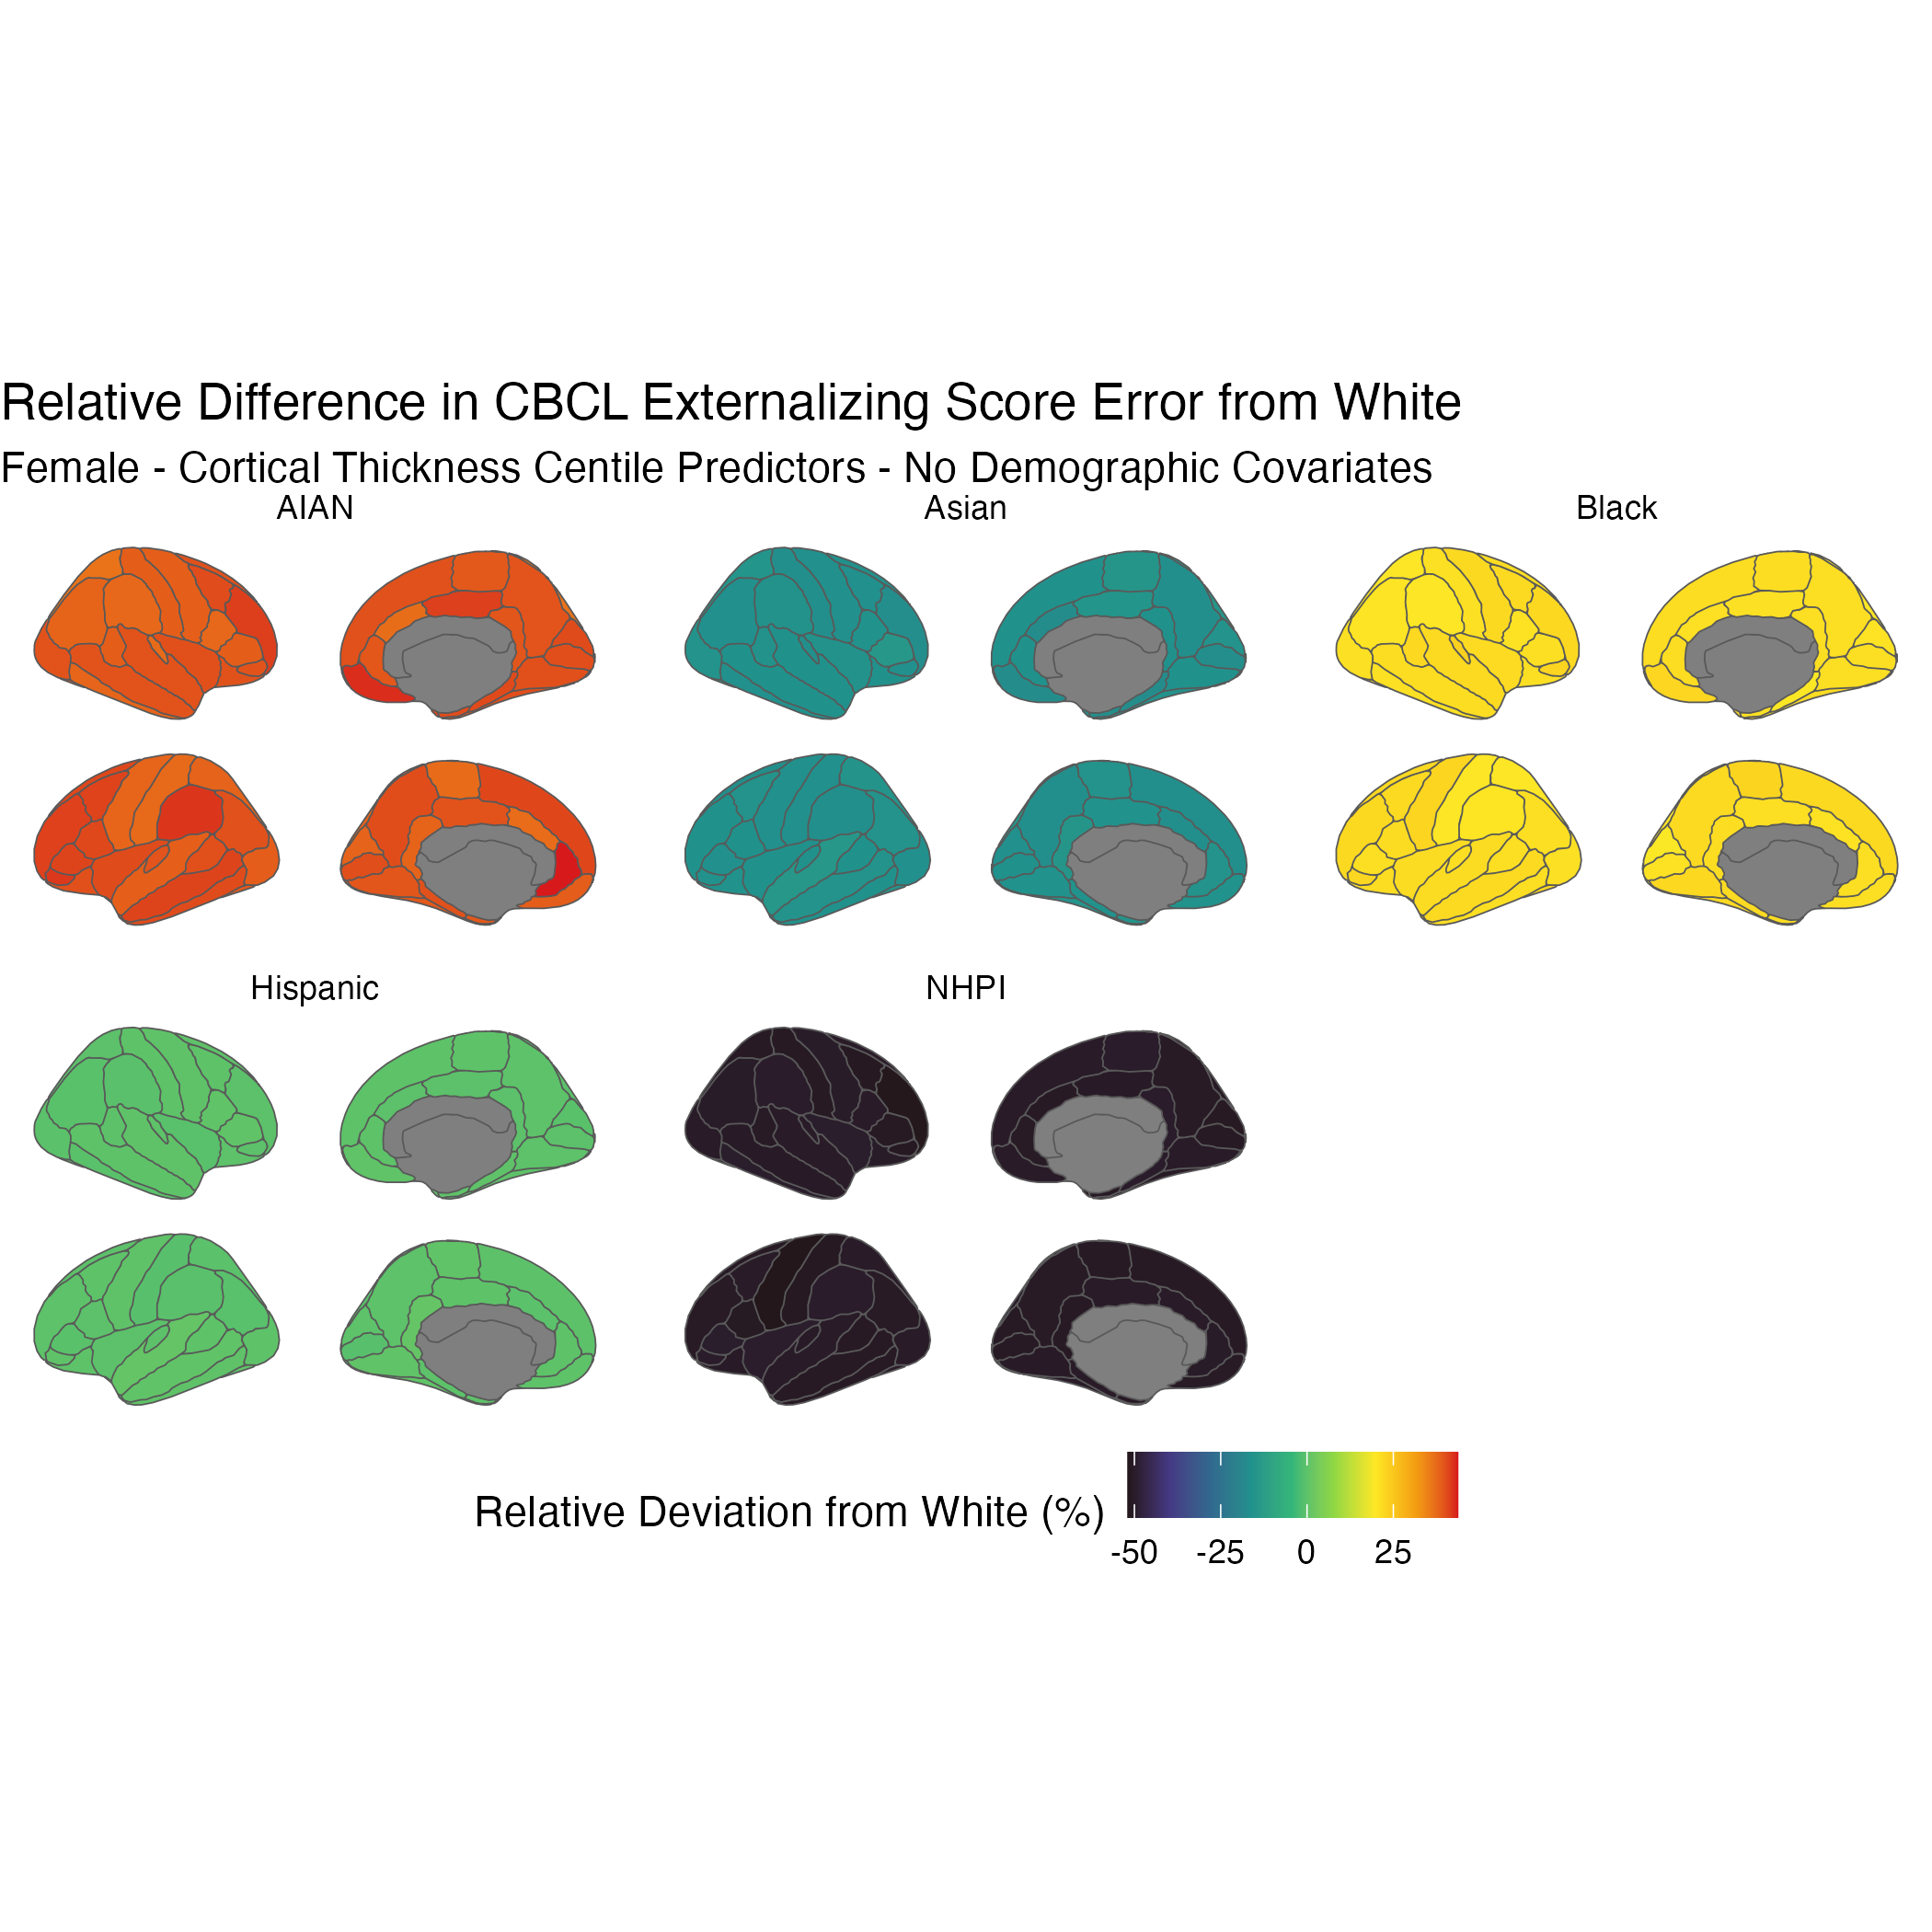 Relative Difference in CBCL Externalizing Score Error from White
Female - Cortical Thickness Centile Predictors - No Demographic Covariates
AIAN Asian Black
Hispanic NHPI
Relative Deviation from White (%)
-50 -25 0 25